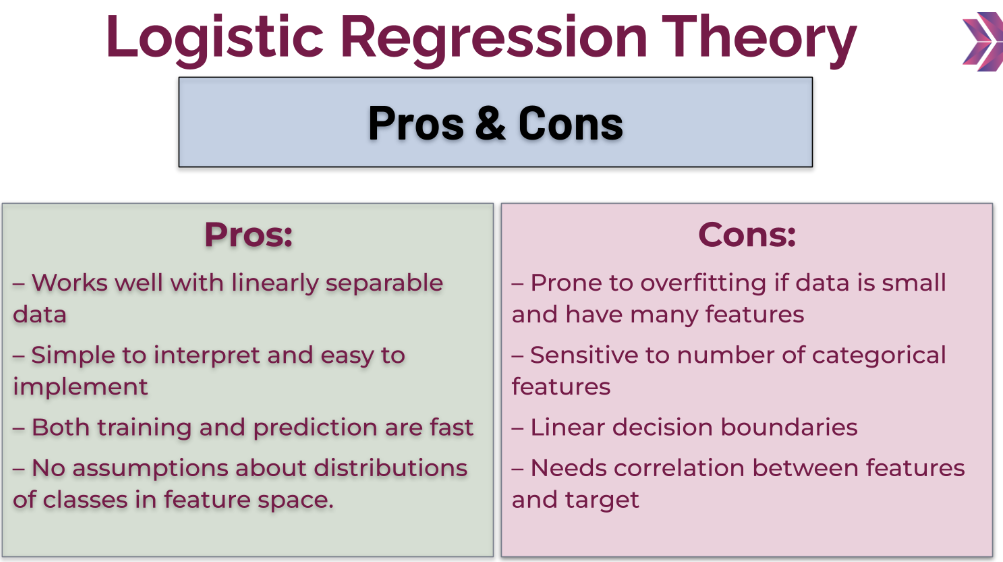 Logistic Regression Theory
Pros & Cons
Pros:
– Works well with linearly separable
data
– Simple to interpret and easy to
implement
– Both training and prediction are fast
– No assumptions about distributions
of classes in feature space.
Cons:
– Prone to overfitting if data is small
and have many features
– Sensitive to number of categorical
features
– Linear decision boundaries
– Needs correlation between features
and target